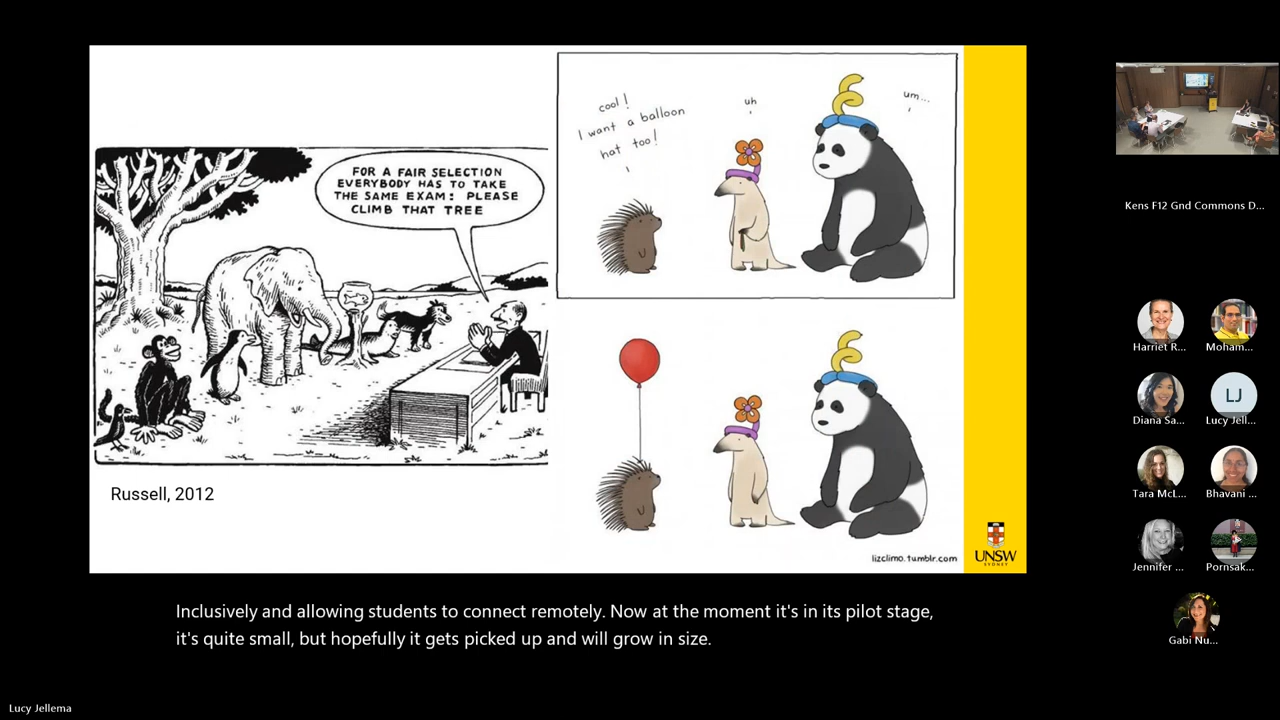 FOR A FAIR SELECTION
EVERYBODY HAS TO TAKE
THE SAME EXAM: PLEASE
CLIMB THAT TREE
Russell, 2012
cool!
I want a balloon
hat too!
uh
um...
lizclimo.tumblr.com
UNSW
SYDNEY
Inclusively and allowing students to connect remotely. Now at the moment it's in its pilot stage,
it's quite small, but hopefully it gets picked up and will grow in size.
Lucy Jellema
Kens F12 Gnd Commons D...
Harriet R...
Moham...
Diana Sa...
LJ
Lucy Jell...
Tara McL...
Bhavani ...
Jennifer ...
Pornsak...
Gabi Nu...